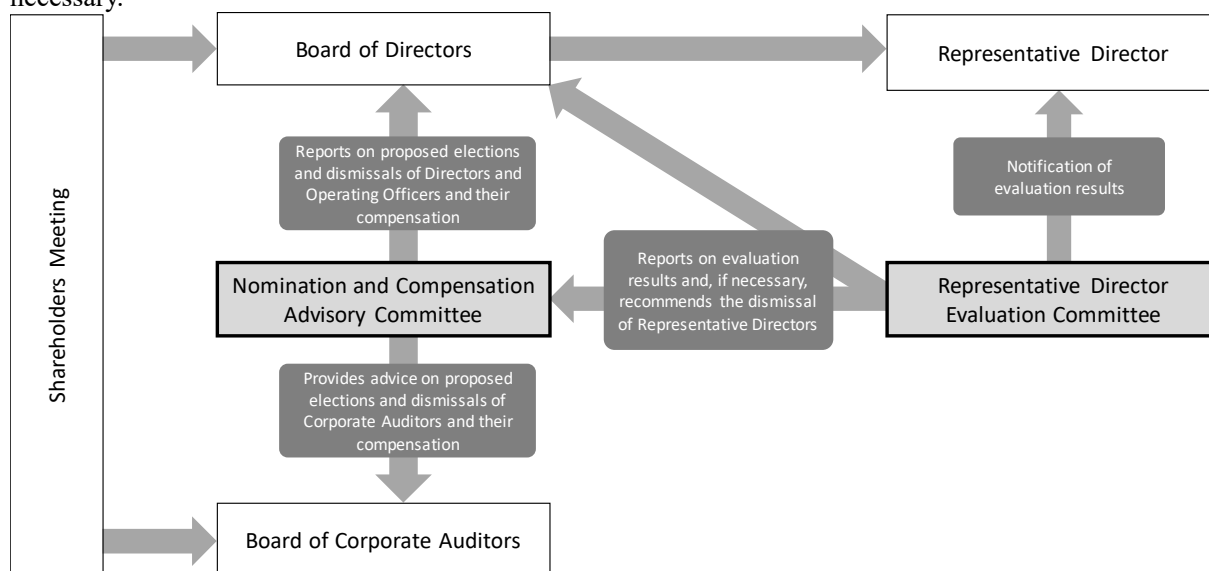 necessary.
Shareholders Meeting
Board of Directors
Representative Director
Reports on proposed elections
and dismissals of Directors and
Operating Officers and their
compensation
Notification of
evaluation results
Nomination and Compensation
Advisory Committee
Reports on evaluation
results and, if necessary,
recommends the dismissal
of Representative Directors
Representative Director
Evaluation Committee
Provides advice on proposed
elections and dismissals of
Corporate Auditors and their
compensation
Board of Corporate Auditors